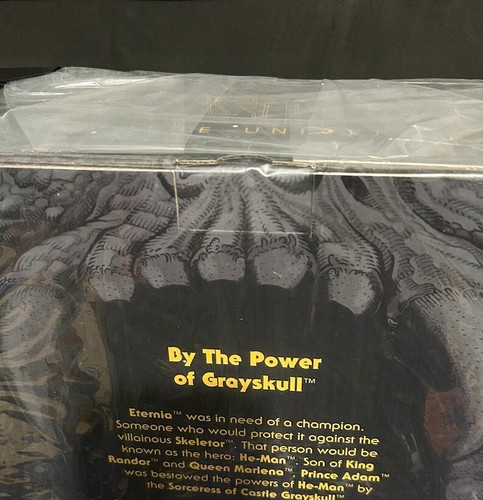 By The Power
of Grayskull™
Eternia™ was in need of a champion.
Someone who would protect it against the
villainous Skeletor™. That person would be
known as the hero: He-Man™. Son of King
Randor™ and Queen Marlena™, Prince Adam™
was bestowed the powers of He-Man™ by
the Sorceress of Castle Grayskull™